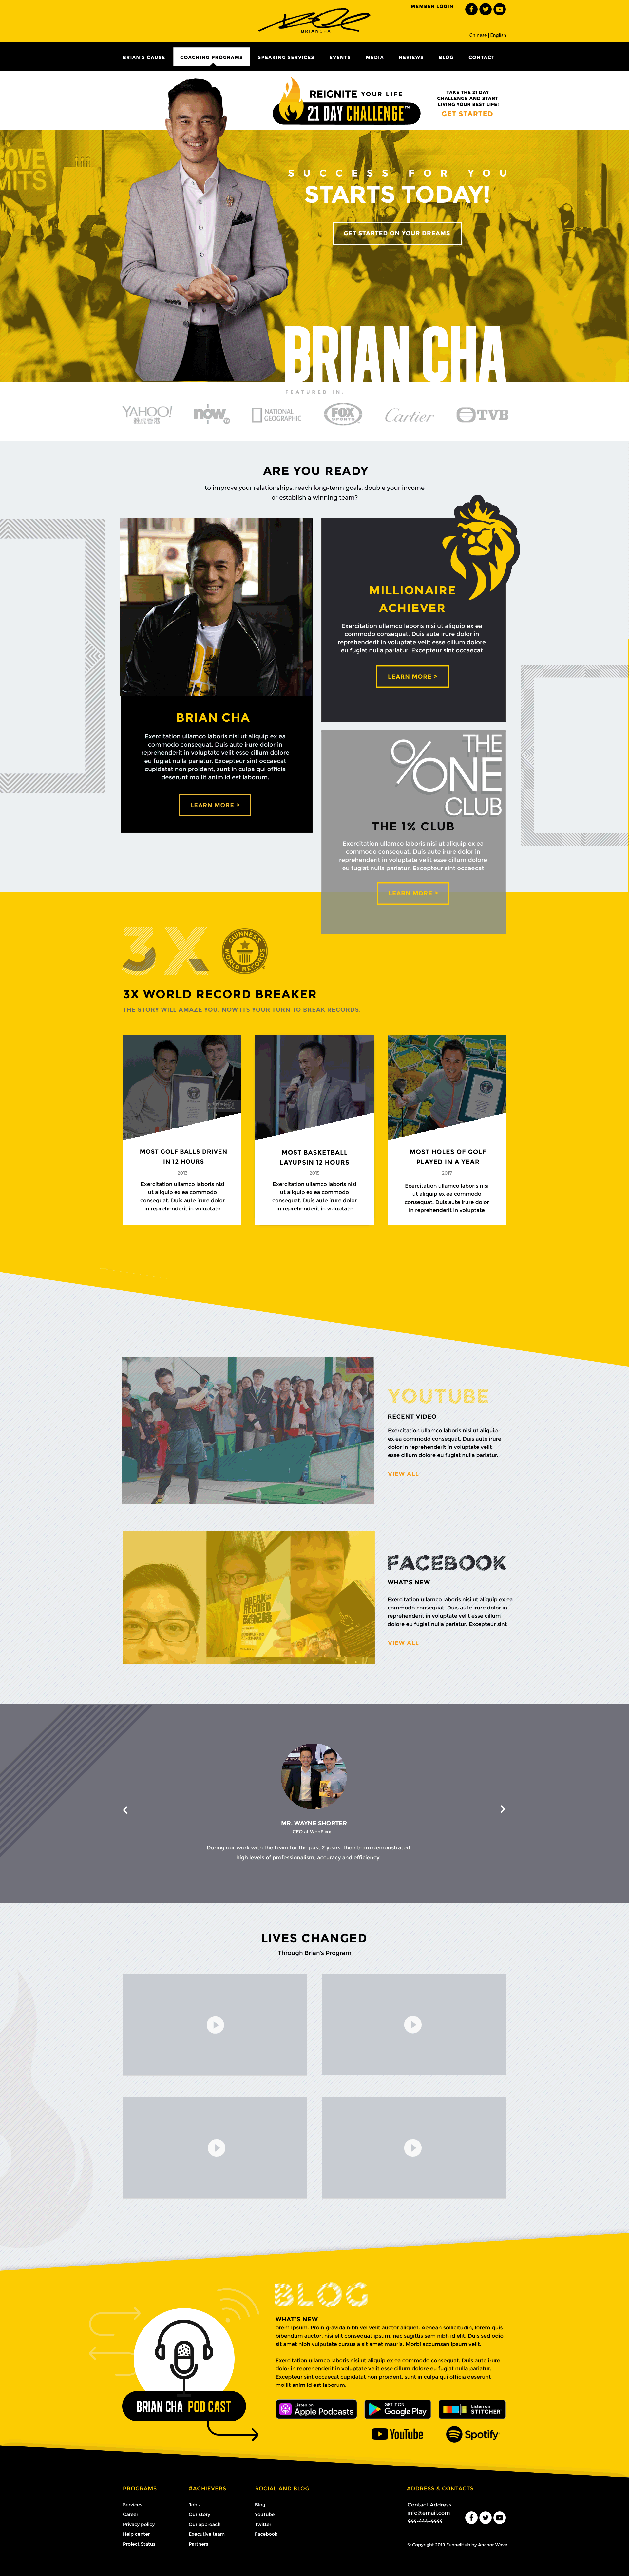 MEMBER LOGIN
BRIANCHA
Chinese | English
BRIAN'S CAUSE
COACHING PROGRAMS
SPEAKING SERVICES
EVENTS
MEDIA
REVIEWS
BLOG
CONTACT
REIGNITE YOUR LIFE
21 DAY CHALLENGE™
TAKE THE 21 DAY
CHALLENGE AND START
LIVING YOUR BEST LIFE!
GET STARTED
SUCCESS FOR YOU
STARTS TODAY!
GET STARTED ON YOUR DREAMS
BRIAN CHA
FEATURED IN:
YAHOO!
雅虎香港
now
NATIONAL
GEOGRAPHIC
FOX
SPORTS
Cartier
TVB
ARE YOU READY
to improve your relationships, reach long-term goals, double your income
or establish a winning team?
BRIAN CHA
Exercitation ullamco laboris nisi ut aliquip ex ea
commodo consequat. Duis aute irure dolor in
reprehenderit in voluptate velit esse cillum dolore
eu fugiat nulla pariatur. Excepteur sint occaecat
cupidatat non proident, sunt in culpa qui officia
deserunt mollit anim id est laborum.
LEARN MORE >
MILLIONAIRE
ACHIEVER
Exercitation ullamco laboris nisi ut aliquip ex ea
commodo consequat. Duis aute irure dolor in
reprehenderit in voluptate velit esse cillum dolore
eu fugiat nulla pariatur. Excepteur sint occaecat
LEARN MORE >
THE
%ONE
CLUB
THE 1% CLUB
Exercitation ullamco laboris nisi ut aliquip ex ea
commodo consequat. Duis aute irure dolor in
reprehenderit in voluptate velit esse cillum dolore
eu fugiat nulla pariatur. Excepteur sint occaecat
LEARN MORE >
3X
GUINNESS
WORLD RECORDS
3X WORLD RECORD BREAKER
THE STORY WILL AMAZE YOU. NOW ITS YOUR TURN TO BREAK RECORDS.
MOST GOLF BALLS DRIVEN
IN 12 HOURS
2013
Exercitation ullamco laboris nisi
ut aliquip ex ea commodo
consequat. Duis aute irure dolor
in reprehenderit in voluptate
MOST BASKETBALL
LAYUPSIN 12 HOURS
2015
Exercitation ullamco laboris nisi
ut aliquip ex ea commodo
consequat. Duis aute irure dolor
in reprehenderit in voluptate
MOST HOLES OF GOLF
PLAYED IN A YEAR
2017
Exercitation ullamco laboris nisi
ut aliquip ex ea commodo
consequat. Duis aute irure dolor
in reprehenderit in voluptate
YOUTUBE
RECENT VIDEO
Exercitation ullamco laboris nisi ut aliquip
ex ea commodo consequat. Duis aute irure
dolor in reprehenderit in voluptate velit
esse cillum dolore eu fugiat nulla pariatur.
VIEW ALL
BREAK
RECORD
FACEBOOK
WHAT'S NEW
Exercitation ullamco laboris nisi ut aliquip ex ea
commodo consequat. Duis aute irure dolor in
reprehenderit in voluptate velit esse cillum
dolore eu fugiat nulla pariatur. Excepteur sint
VIEW ALL
MR. WAYNE SHORTER
CEO at WebFlixs
During our work with the team for the past 2 years, their team demonstrated
high levels of professionalism, accuracy and efficiency.
LIVES CHANGED
Through Brian's Program
BLOG
WHAT'S NEW
orem Ipsum. Proin gravida nibh vel velit auctor aliquet. Aenean sollicitudin, lorem quis
bibendum auctor, nisi elit consequat ipsum, nec sagittis sem nibh id elit. Duis sed odio
sit amet nibh vulputate cursus a sit amet mauris. Morbi accumsan ipsum velit.
Exercitation ullamco laboris nisi ut aliquip ex ea commodo consequat. Duis aute irure
dolor in reprehenderit in voluptate velit esse cillum dolore eu fugiat nulla pariatur.
Excepteur sint occaecat cupidatat non proident, sunt in culpa qui officia deserunt
mollit anim id est laborum.
BRIAN CHA POD CAST
Listen on
Apple Podcasts
GET IT ON
Google Play
Listen on
STITCHER
YouTube
Spotify
PROGRAMS
Services
Career
Privacy policy
Help center
Project Status
#ACHIEVERS
Jobs
Our story
Our approach
Executive team
Partners
SOCIAL AND BLOG
Blog
YouTube
Twitter
Facebook
ADDRESS & CONTACTS
Contact Address
info@email.com
444-444-4444
© Copyright 2019 FunnelHub by Anchor Wave